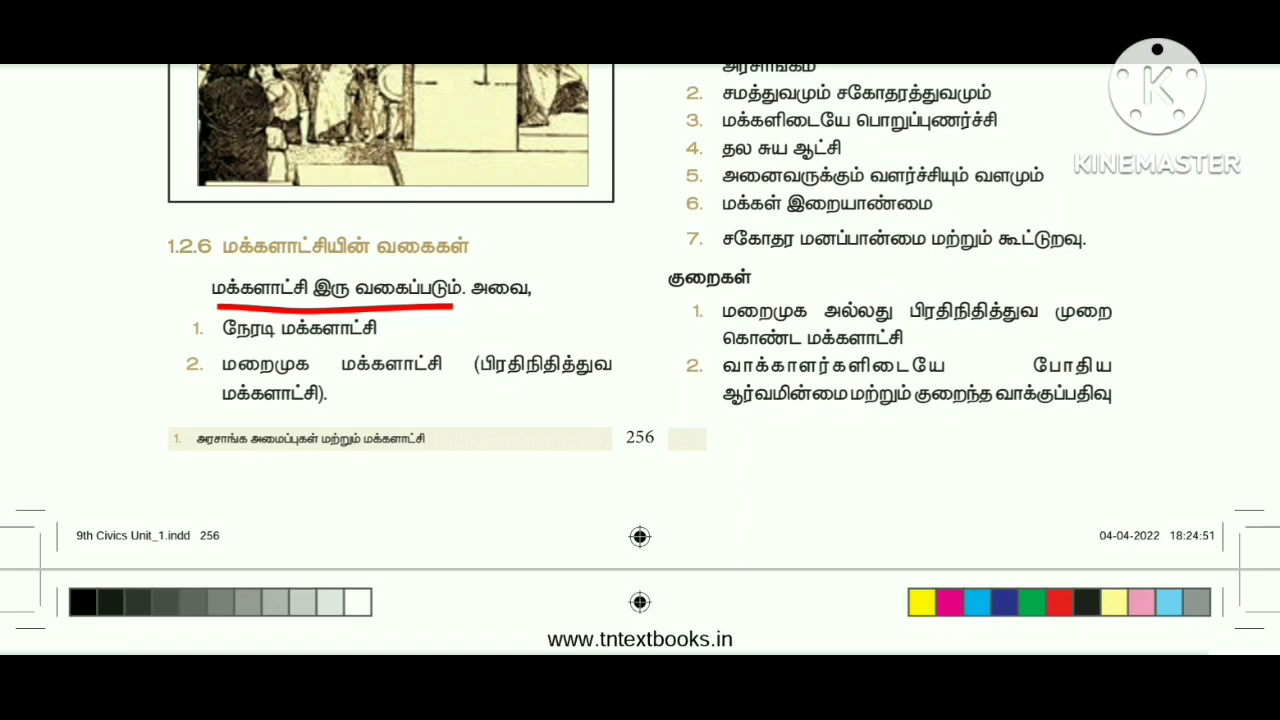 1.2.6 மக்களாட்சியின் வகைகள்
மக்களாட்சி இரு வகைப்படும். அவை,
1. நேரடி மக்களாட்சி
2. மறைமுக மக்களாட்சி (பிரதிநிதித்துவ
மக்களாட்சி).
1. அரசாங்க அமைப்புகள் மற்றும் மக்களாட்சி
256
அரசாங்கம்
2. சமத்துவமும் சகோதரத்துவமும்
3. மக்களிடையே பொறுப்புணர்ச்சி
4. தல சுய ஆட்சி
5. அனைவருக்கும் வளர்ச்சியும் வளமும்
6. மக்கள் இறையாண்மை
7. சகோதர மனப்பான்மை மற்றும் கூட்டுறவு.
குறைகள்
1. மறைமுக அல்லது பிரதிநிதித்துவ முறை
கொண்ட மக்களாட்சி
2. வாக்காளர்களிடையே போதிய
ஆர்வமின்மை மற்றும் குறைந்த வாக்குப்பதிவு
K
KINEMASTER
9th Civics Unit_1.indd 256
04-04-2022 18:24:51
www.tntextbooks.in